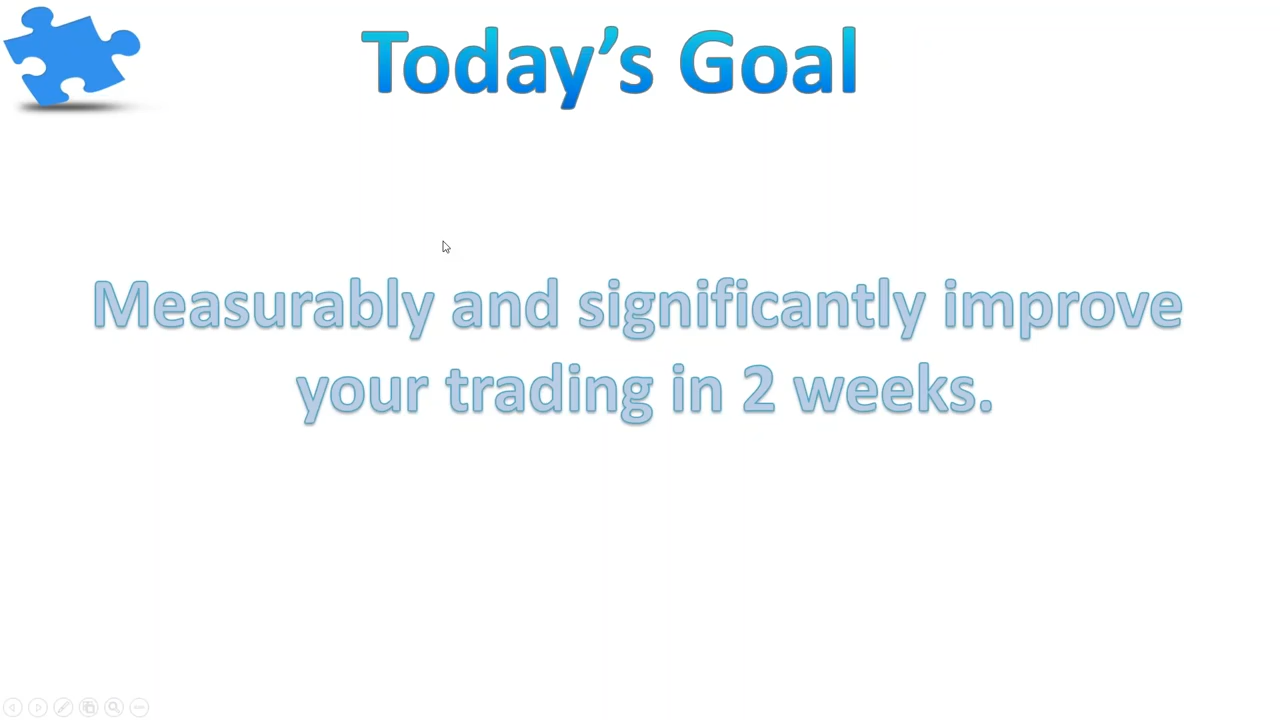 Today’s Goal
Measurably and significantly improve
your trading in 2 weeks.